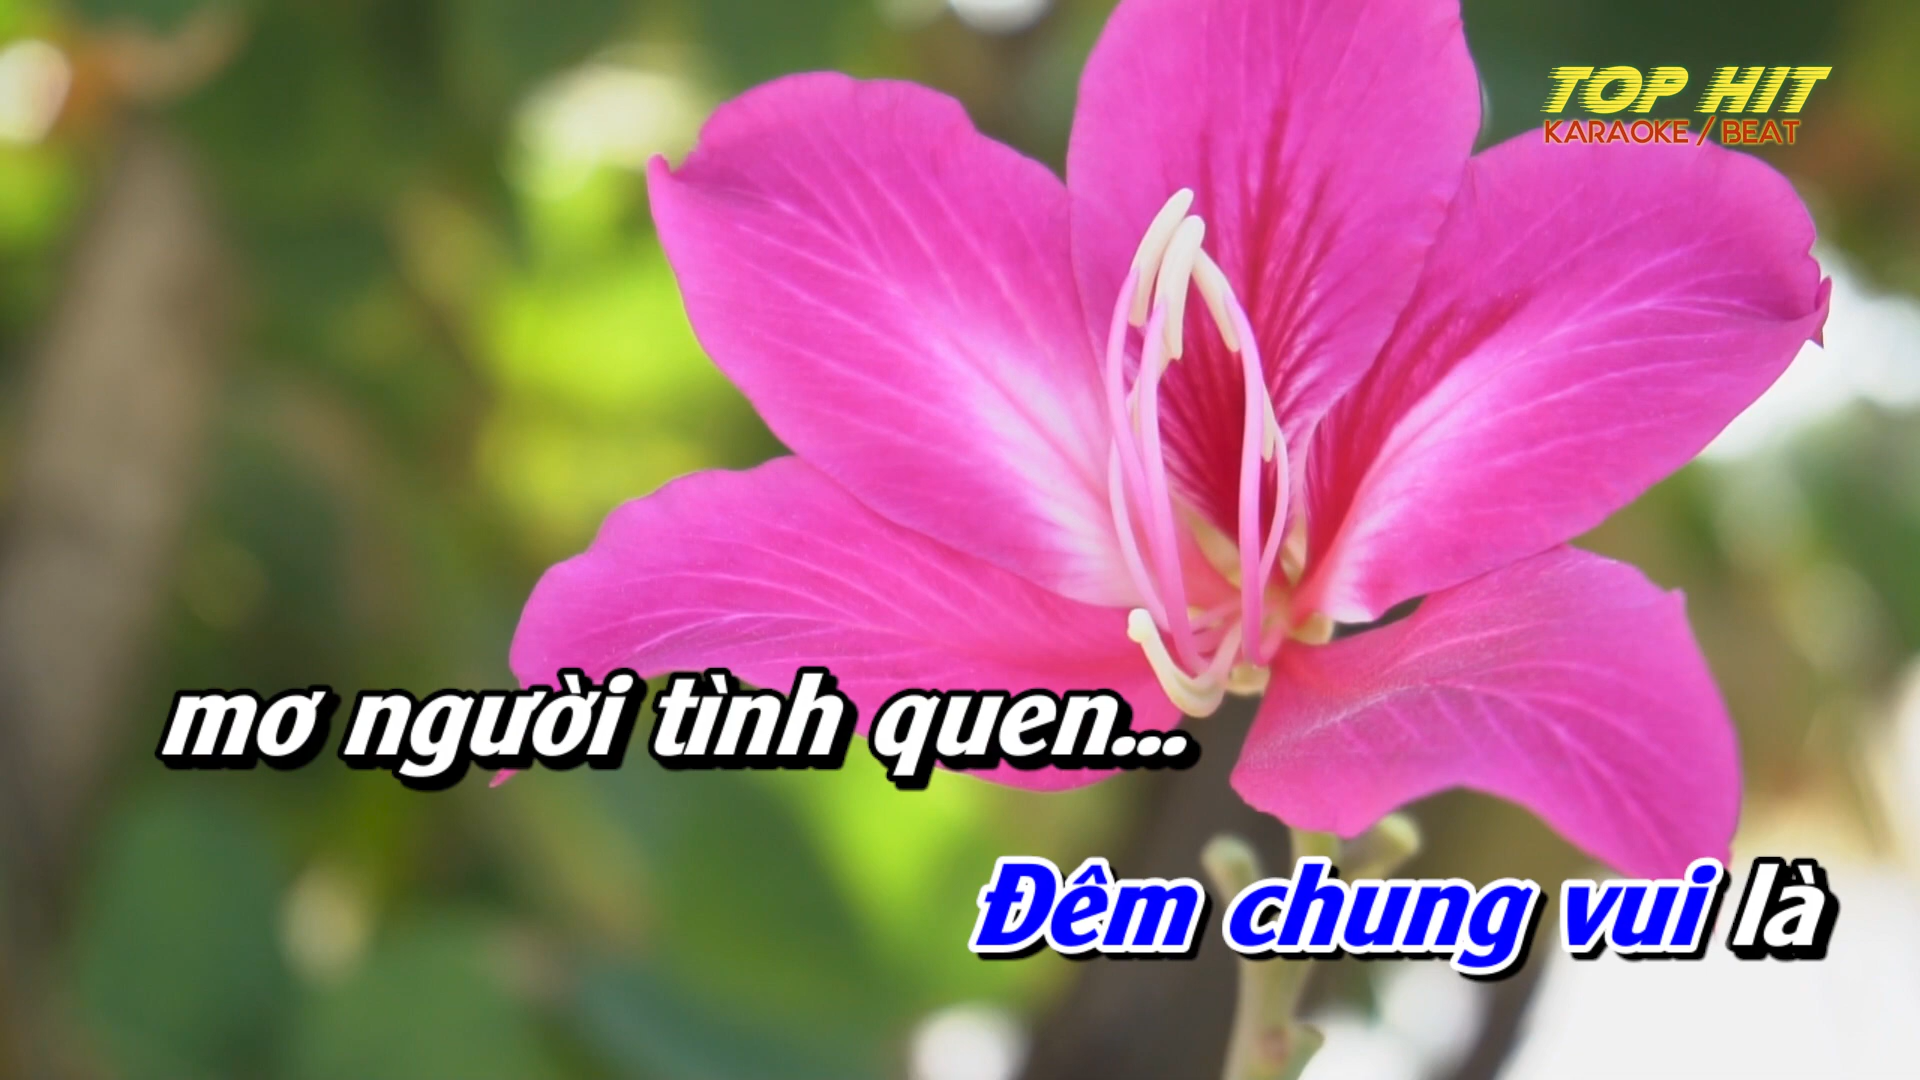 TOP HIT
KARAOKE / BEAT
mơ người tình quen...
Đêm chung vui là